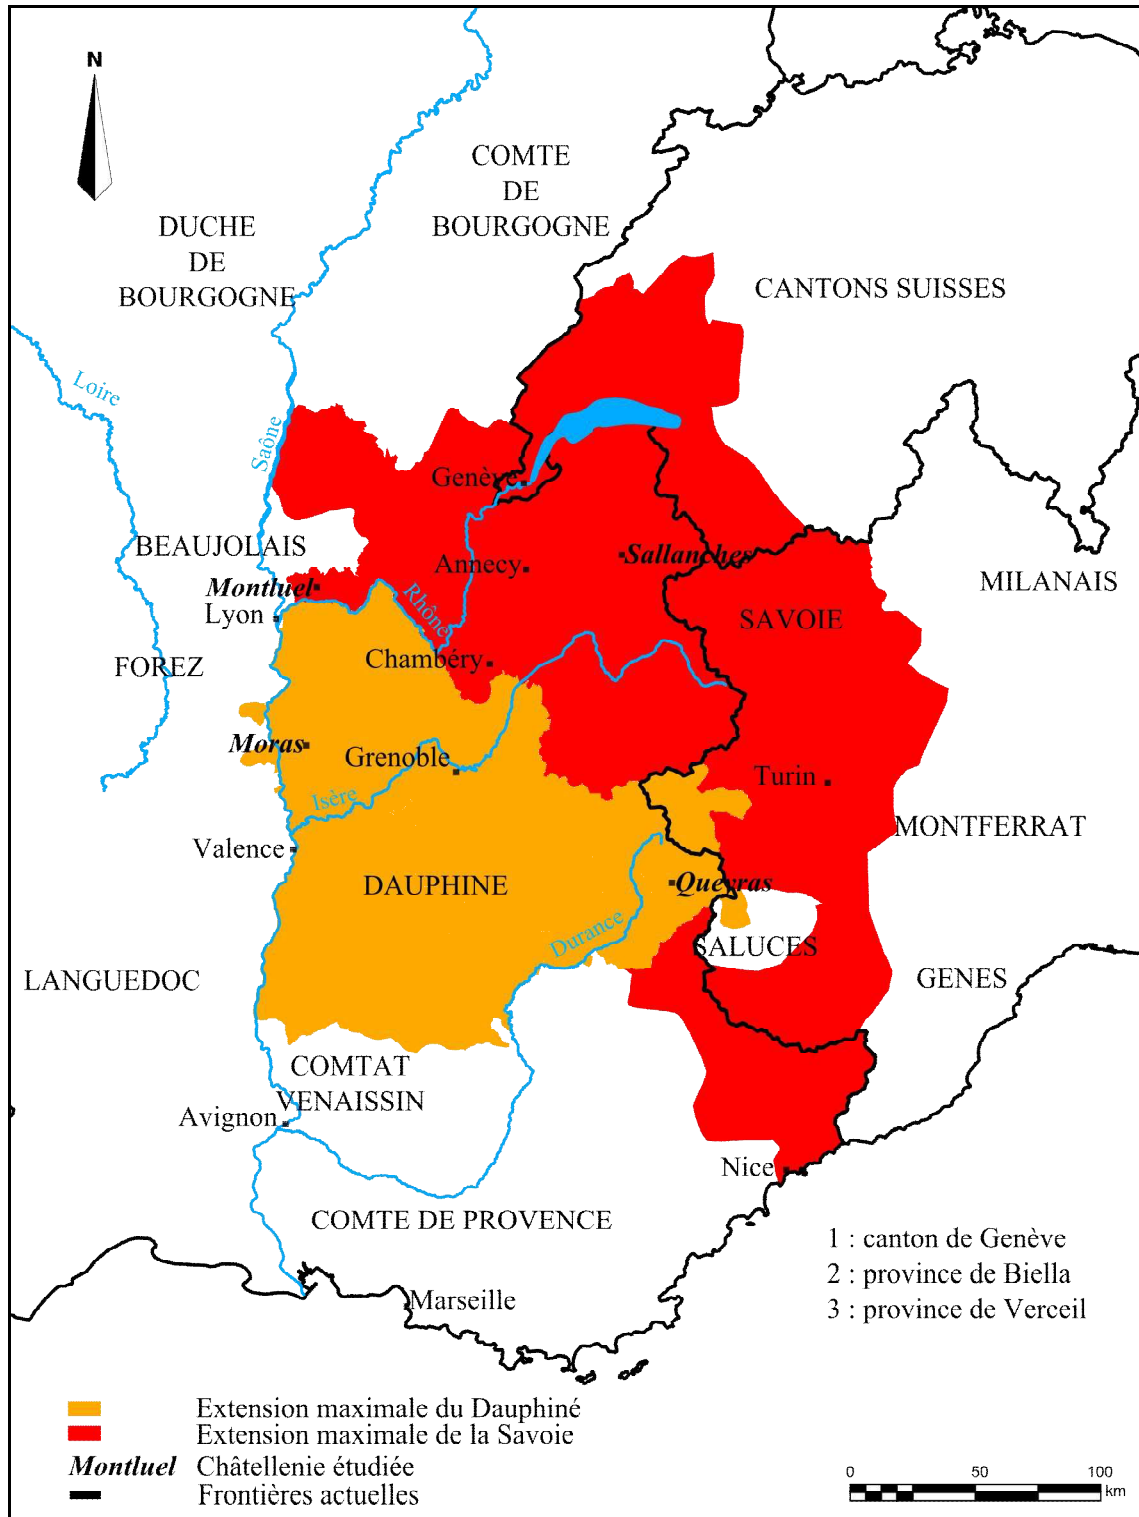 N
COMTE
DE
BOURGOGNE
DUCHE
DE
BOURGOGNE
CANTONS SUISSES
Loire
Saône
Genève
BEAUJOLAIS
Annecy
Sallanches
MILANAIS
Montluel
Rhône
Lyon
SAVOIE
FOREZ
Chambéry
Moras
Grenoble
Turin
Isère
MONTFERRAT
Valence
DAUPHINE
Queyras
Durance
SALUCES
LANGUEDOC
GENES
COMTAT
VENAISSIN
Avignon
Nice
COMTE DE PROVENCE
1 : canton de Genève
2 : province de Biella
3 : province de Verceil
Marseille
Extension maximale du Dauphiné
Extension maximale de la Savoie
Montluel Châtellenie étudiée
Frontières actuelles
0 50 100
km